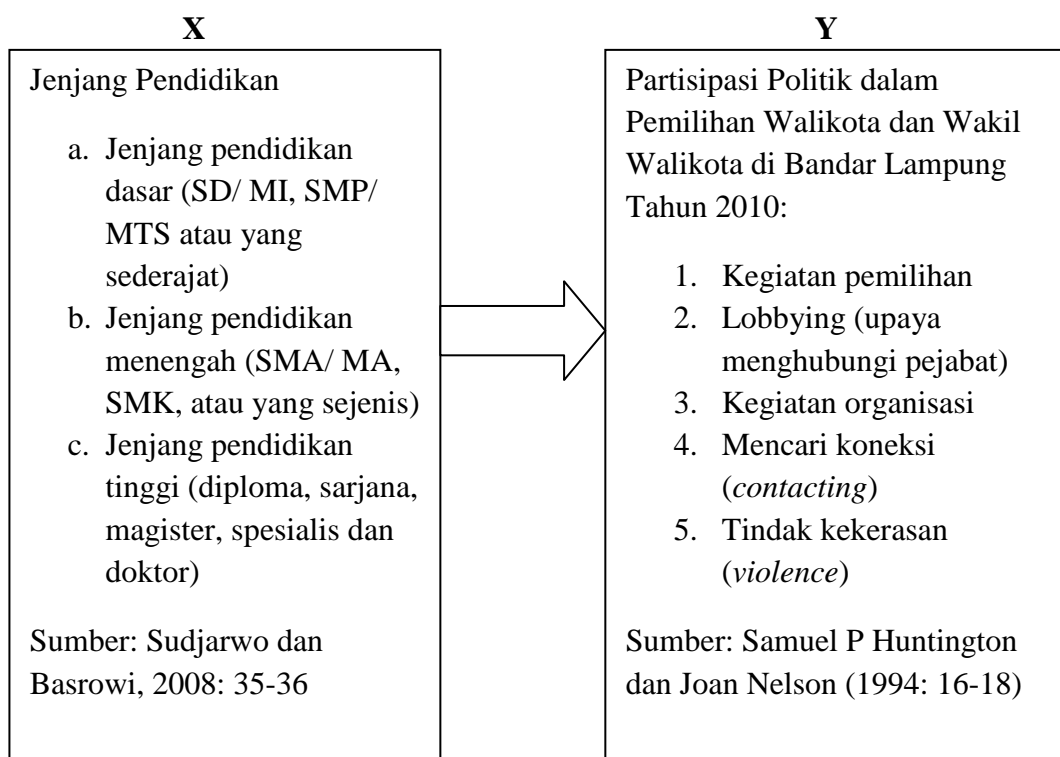 X
Jenjang Pendidikan
a. Jenjang pendidikan
dasar (SD/ MI, SMP/
MTS atau yang
sederajat)
b. Jenjang pendidikan
menengah (SMA/ MA,
SMK, atau yang sejenis)
c. Jenjang pendidikan
tinggi (diploma, sarjana,
magister, spesialis dan
doktor)
Sumber: Sudjarwo dan
Basrowi, 2008: 35-36
Y
Partisipasi Politik dalam
Pemilihan Walikota dan Wakil
Walikota di Bandar Lampung
Tahun 2010:
1. Kegiatan pemilihan
2. Lobbying (upaya
menghubungi pejabat)
3. Kegiatan organisasi
4. Mencari koneksi
(contacting)
5. Tindak kekerasan
(violence)
Sumber: Samuel P Huntington
dan Joan Nelson (1994: 16-18)